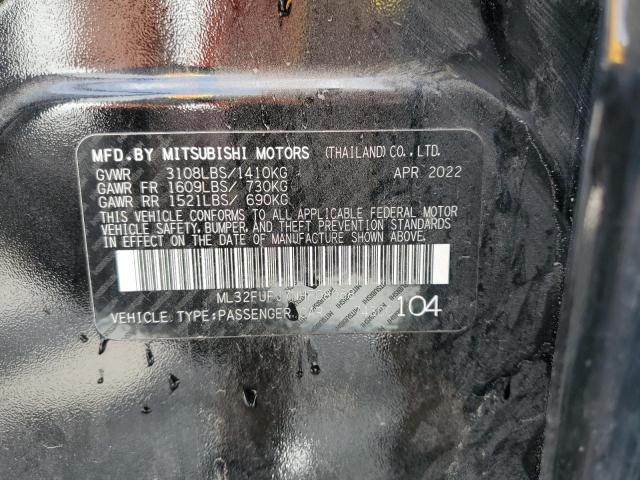 MFD.BY MITSUBISHI MOTORS (THAILAND)CO.,LTD.
GVWR 3108LBS/1410KG APR 2022
GAWR FR 1609LBS/ 730KG
GAWR RR 1521LBS/ 690KG
THIS VEHICLE CONFORMS TO ALL APPLICABLE FEDERAL MOTOR
VEHICLE SAFETY, BUMPER, AND THEFT PREVENTION STANDARDS
IN EFFECT ON THE DATE OF MANUFACTURE SHOWN ABOVE.
VEHICLE TYPE:PASSENGER
104